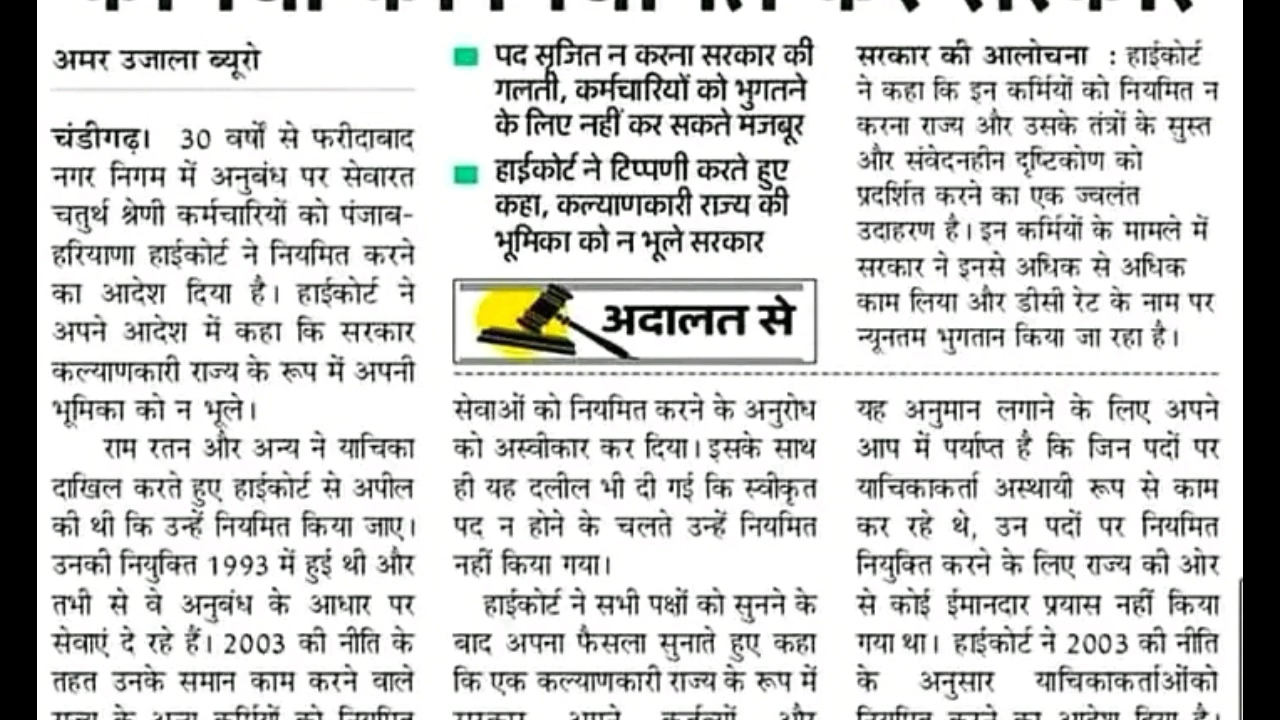 अमर उजाला ब्यूरो
चंडीगढ़। 30 वर्षों से फरीदाबाद
नगर निगम में अनुबंध पर सेवारत
चतुर्थ श्रेणी कर्मचारियों को पंजाब-
हरियाणा हाईकोर्ट ने नियमित करने
का आदेश दिया है। हाईकोर्ट ने
अपने आदेश में कहा कि सरकार
कल्याणकारी राज्य के रूप में अपनी
भूमिका को न भूले।
राम रतन और अन्य ने याचिका
दाखिल करते हुए हाईकोर्ट से अपील
की थी कि उन्हें नियमित किया जाए।
उनकी नियुक्ति 1993 में हुई थी और
तभी से वे अनुबंध के आधार पर
सेवाएं दे रहे हैं। 2003 की नीति के
तहत उनके समान काम करने वाले
पद सृजित न करना सरकार की
गलती, कर्मचारियों को भुगतने
के लिए नहीं कर सकते मजबूर
हाईकोर्ट ने टिप्पणी करते हुए
कहा, कल्याणकारी राज्य की
भूमिका को न भूले सरकार
अदालत से
सेवाओं को नियमित करने के अनुरोध
को अस्वीकार कर दिया। इसके साथ
ही यह दलील भी दी गई कि स्वीकृत
पद न होने के चलते उन्हें नियमित
नहीं किया गया।
हाईकोर्ट ने सभी पक्षों को सुनने के
बाद अपना फैसला सुनाते हुए कहा
कि एक कल्याणकारी राज्य के रूप में
सरकार की आलोचना : हाईकोर्ट
ने कहा कि इन कर्मियों को नियमित न
करना राज्य और उसके तंत्रों के सुस्त
और संवेदनहीन दृष्टिकोण को
प्रदर्शित करने का एक ज्वलंत
उदाहरण है। इन कर्मियों के मामले में
सरकार ने इनसे अधिक से अधिक
काम लिया और डीसी रेट के नाम पर
न्यूनतम भुगतान किया जा रहा है।
यह अनुमान लगाने के लिए अपने
आप में पर्याप्त है कि जिन पदों पर
याचिकाकर्ता अस्थायी रूप से काम
कर रहे थे, उन पदों पर नियमित
नियुक्ति करने के लिए राज्य की ओर
से कोई ईमानदार प्रयास नहीं किया
गया था। हाईकोर्ट ने 2003 की नीति
के अनुसार याचिकाकर्ताओंको